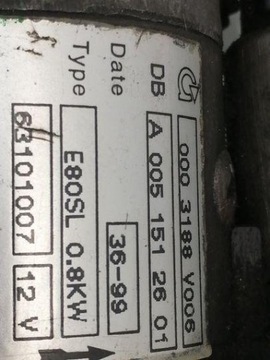 000 3188 V006
DB A 005 151 26 01
Date 36-99
Type E80SL 0.8KW
63101007 12 V